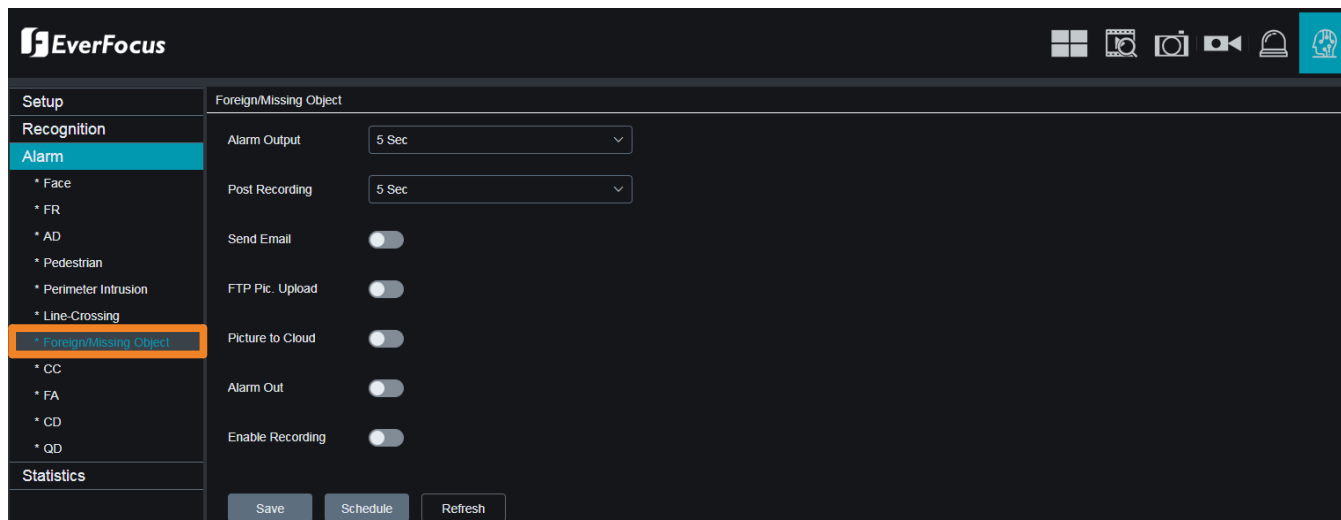 EverFocus
Setup
Recognition
Alarm
* Face
* FR
* AD
* Pedestrian
* Perimeter Intrusion
* Line-Crossing
* Foreign/Missing Object
* CC
* FA
* CD
* QD
Statistics
Foreign/Missing Object
Alarm Output 5 Sec
Post Recording 5 Sec
Send Email
FTP Pic. Upload
Picture to Cloud
Alarm Out
Enable Recording
Save Schedule Refresh